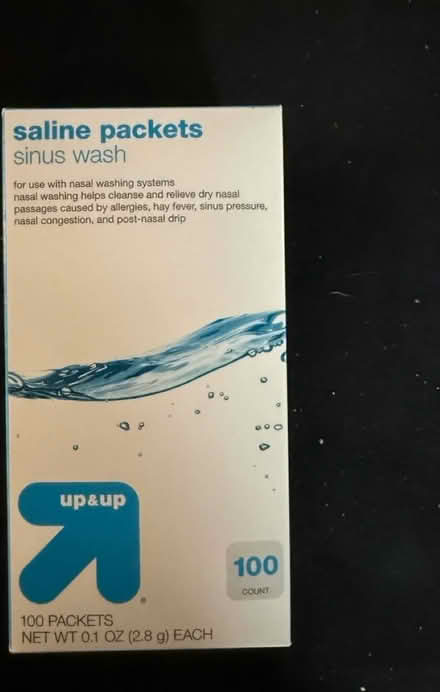 saline packets
sinus wash
for use with nasal washing systems
nasal washing helps cleanse and relieve dry nasal
passages caused by allergies, hay fever, sinus pressure,
nasal congestion, and post-nasal drip
up&up
®
100
COUNT
100 PACKETS
NET WT 0.1 OZ (2.8 g) EACH